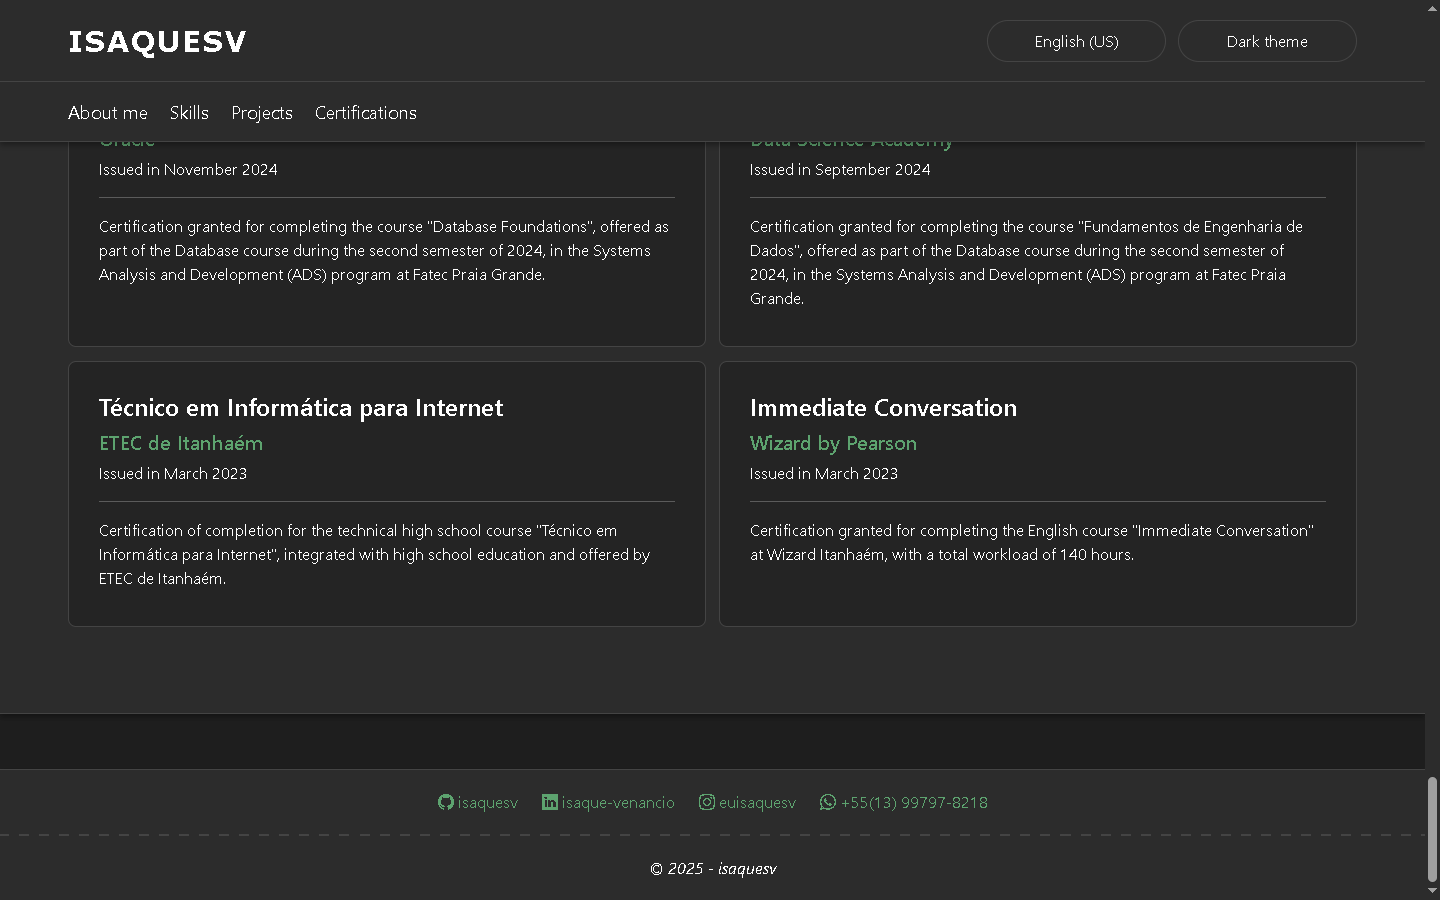 ISAQUESV
English (US)
Dark theme
About me
Skills
Projects
Certifications
Oracle
Issued in November 2024
Certification granted for completing the course "Database Foundations", offered as
part of the Database course during the second semester of 2024, in the Systems
Analysis and Development (ADS) program at Fatec Praia Grande.
Data Science Academy
Issued in September 2024
Certification granted for completing the course "Fundamentos de Engenharia de
Dados", offered as part of the Database course during the second semester of
2024, in the Systems Analysis and Development (ADS) program at Fatec Praia
Grande.
Técnico em Informática para Internet
ETEC de Itanhaém
Issued in March 2023
Certification of completion for the technical high school course "Técnico em
Informática para Internet", integrated with high school education and offered by
ETEC de Itanhaém.
Immediate Conversation
Wizard by Pearson
Issued in March 2023
Certification granted for completing the English course "Immediate Conversation"
at Wizard Itanhaém, with a total workload of 140 hours.
isaquesv
isaque-venancio
euisaquesv
+55(13) 99797-8218
© 2025 - isaquesv